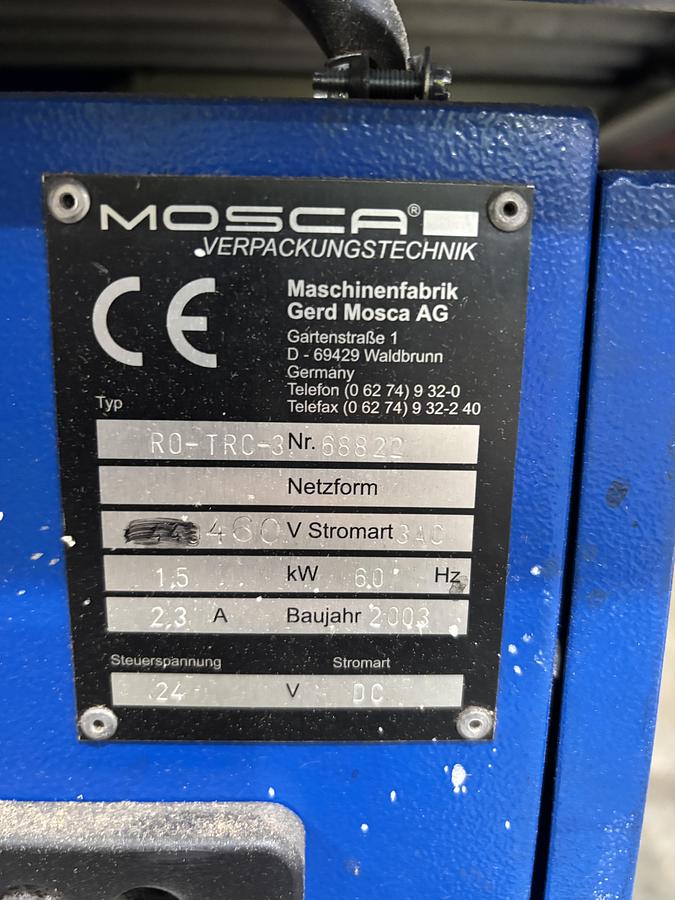 MOSCA®
VERPACKUNGSTECHNIK
CE
Maschinenfabrik
Gerd Mosca AG
Gartenstraße 1
D - 69429 Waldbrunn
Germany
Telefon (0 62 74) 9 32-0
Telefax (0 62 74) 9 32-2 40
Typ
RO-TRC-3 Nr. 68822
Netzform
460 V Stromart 3AC
1.5 kW 60 Hz
2.3 A Baujahr 2003
Steuerspannung Stromart
24 V DC